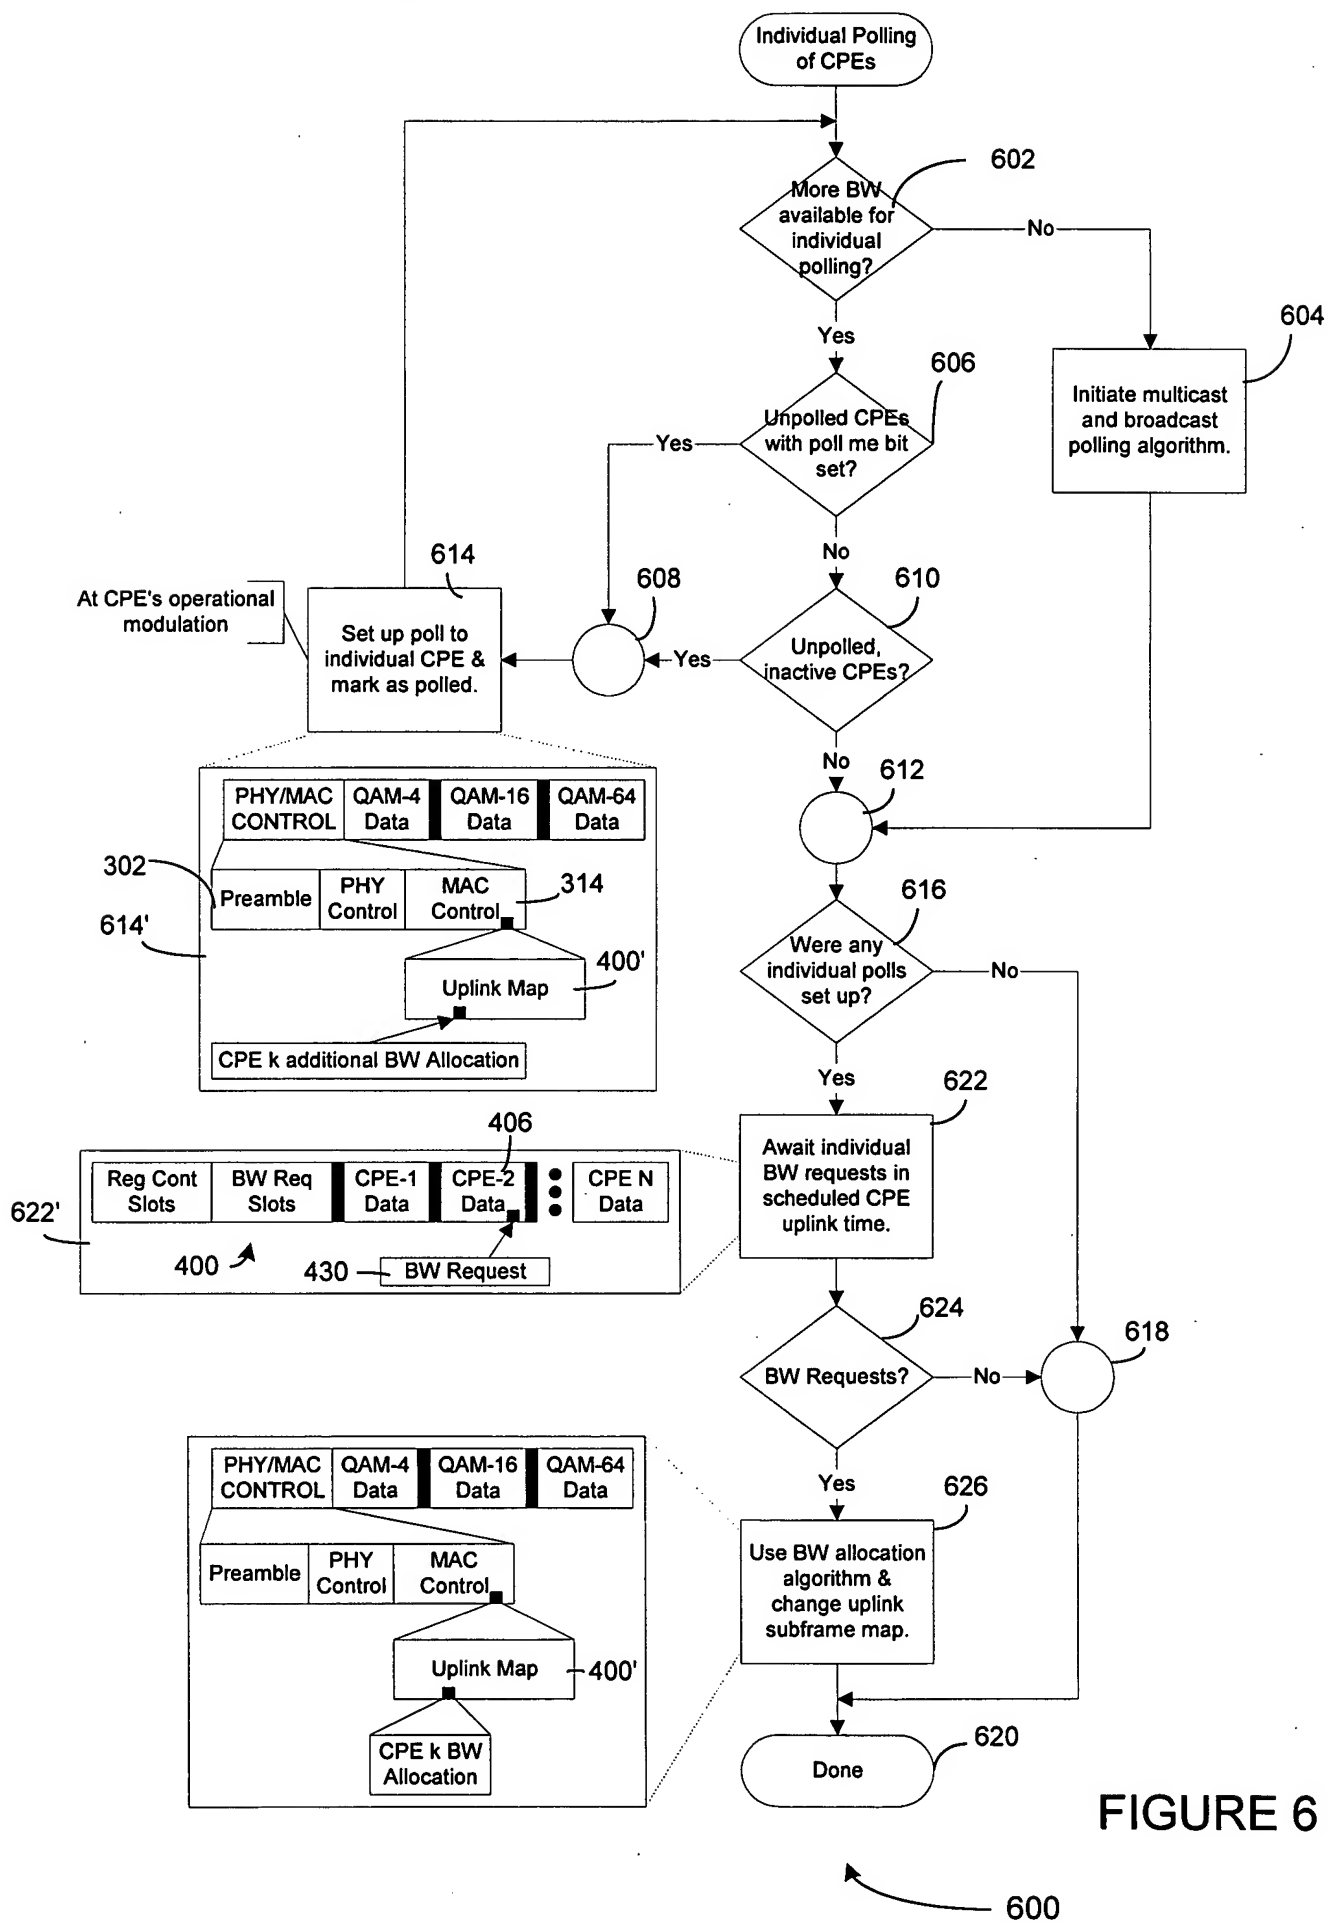 Individual Polling
of CPEs
602
More BW
available for
individual
polling?
No
Yes
604
Initiate multicast
and broadcast
polling algorithm.
606
Unpolled CPEs
with poll me bit
set?
Yes
No
614
608
610
At CPE's operational
modulation
Set up poll to
individual CPE &
mark as polled.
Yes
Unpolled,
inactive CPEs?
No
612
PHY/MAC
CONTROL
QAM-4
Data
QAM-16
Data
QAM-64
Data
302
Preamble
PHY
Control
MAC
Control
314
614'
Uplink Map
400'
CPE k additional BW Allocation
616
Were any
individual polls
set up?
No
Yes
622
Await individual
BW requests in
scheduled CPE
uplink time.
406
Reg Cont
Slots
BW Req
Slots
CPE-1
Data
CPE-2
Data
CPE N
Data
622'
400
430
BW Request
624
BW Requests?
No
618
Yes
626
Use BW allocation
algorithm &
change uplink
subframe map.
PHY/MAC
CONTROL
QAM-4
Data
QAM-16
Data
QAM-64
Data
Preamble
PHY
Control
MAC
Control
Uplink Map
400'
CPE k BW
Allocation
620
Done
FIGURE 6
600